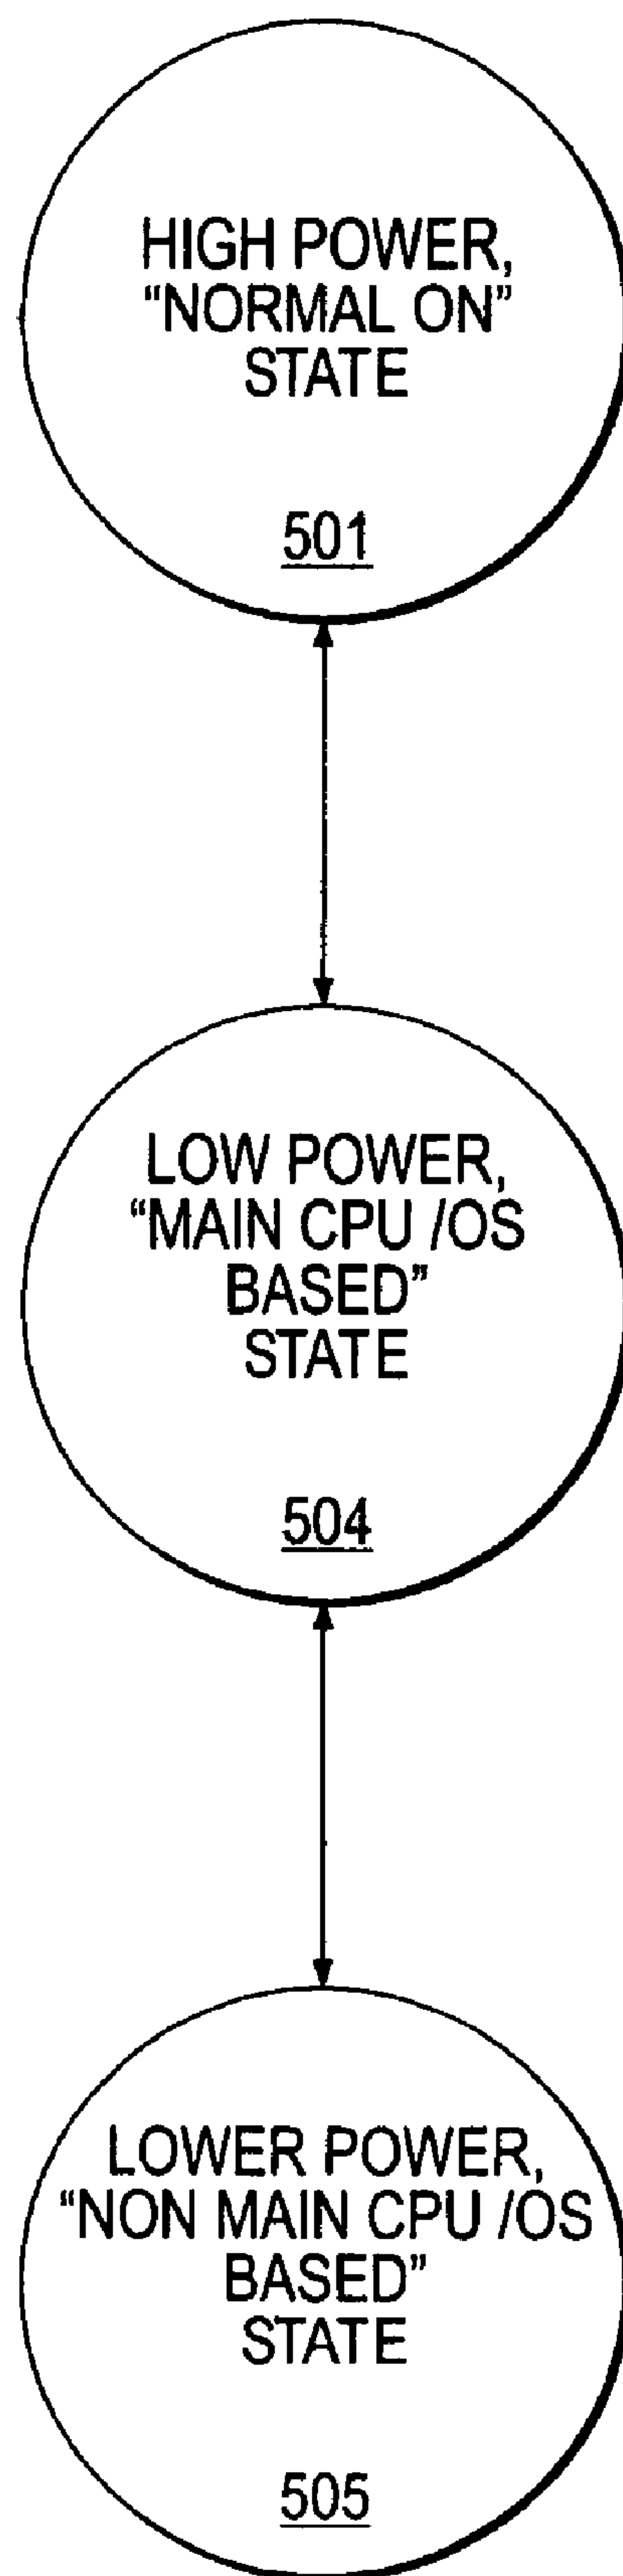 HIGH POWER,
“NORMAL ON”
STATE
501
LOW POWER,
“MAIN CPU /OS
BASED”
STATE
504
LOWER POWER,
“NON MAIN CPU /OS
BASED”
STATE
505